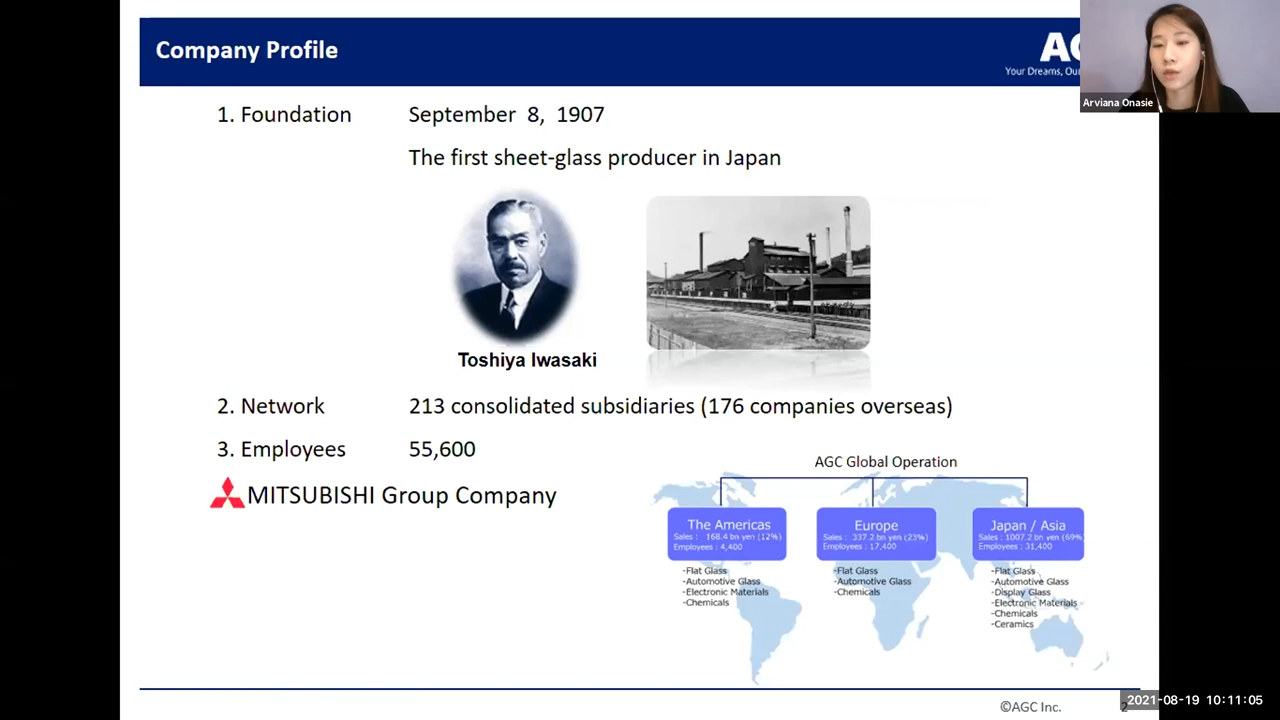 Company Profile
AG
Your Dreams, Our
Arviana Onasie
1. Foundation September 8, 1907
The first sheet-glass producer in Japan
Toshiya Iwasaki
2. Network 213 consolidated subsidiaries (176 companies overseas)
3. Employees 55,600
MITSUBISHI Group Company
AGC Global Operation
The Americas
Sales : 168.4 bn yen (12%)
Employees : 4,400
-Flat Glass
-Automotive Glass
-Electronic Materials
-Chemicals
Europe
Sales : 337.2 bn yen (23%)
Employees : 17,400
-Flat Glass
-Automotive Glass
-Chemicals
Japan / Asia
Sales : 1007.2 bn yen (69%)
Employees : 31,400
-Flat Glass
-Automotive Glass
-Display Glass
-Electronic Materials
-Chemicals
-Ceramics
©AGC Inc.
2
2021-08-19 10:11:05